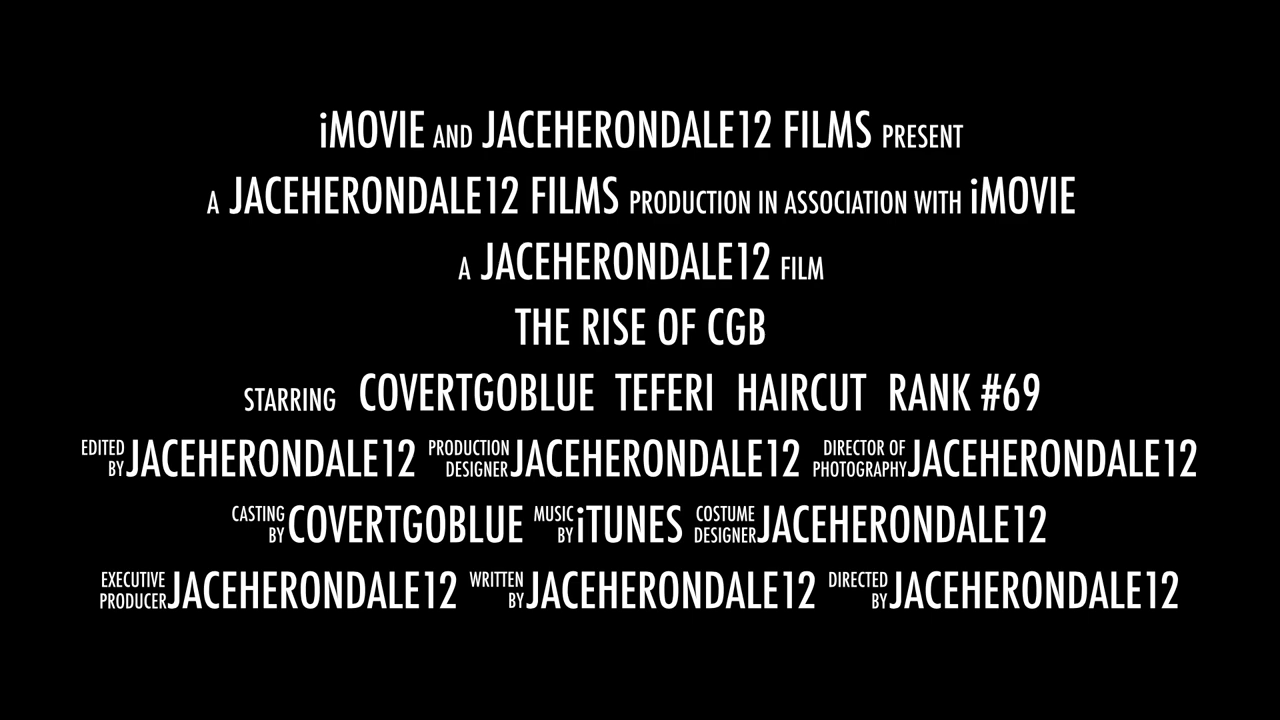 iMOVIE AND JACEHERONDALE12 FILMS PRESENT
A JACEHERONDALE12 FILMS PRODUCTION IN ASSOCIATION WITH iMOVIE
A JACEHERONDALE12 FILM
THE RISE OF CGB
STARRING COVERTGOBLUE TEFERI HAIRCUT RANK #69
EDITED BY JACEHERONDALE12 PRODUCTION DESIGNER JACEHERONDALE12 DIRECTOR OF PHOTOGRAPHY JACEHERONDALE12
CASTING BY COVERTGOBLUE MUSIC BY iTUNES COSTUME DESIGNER JACEHERONDALE12
EXECUTIVE PRODUCER JACEHERONDALE12 WRITTEN BY JACEHERONDALE12 DIRECTED BY JACEHERONDALE12